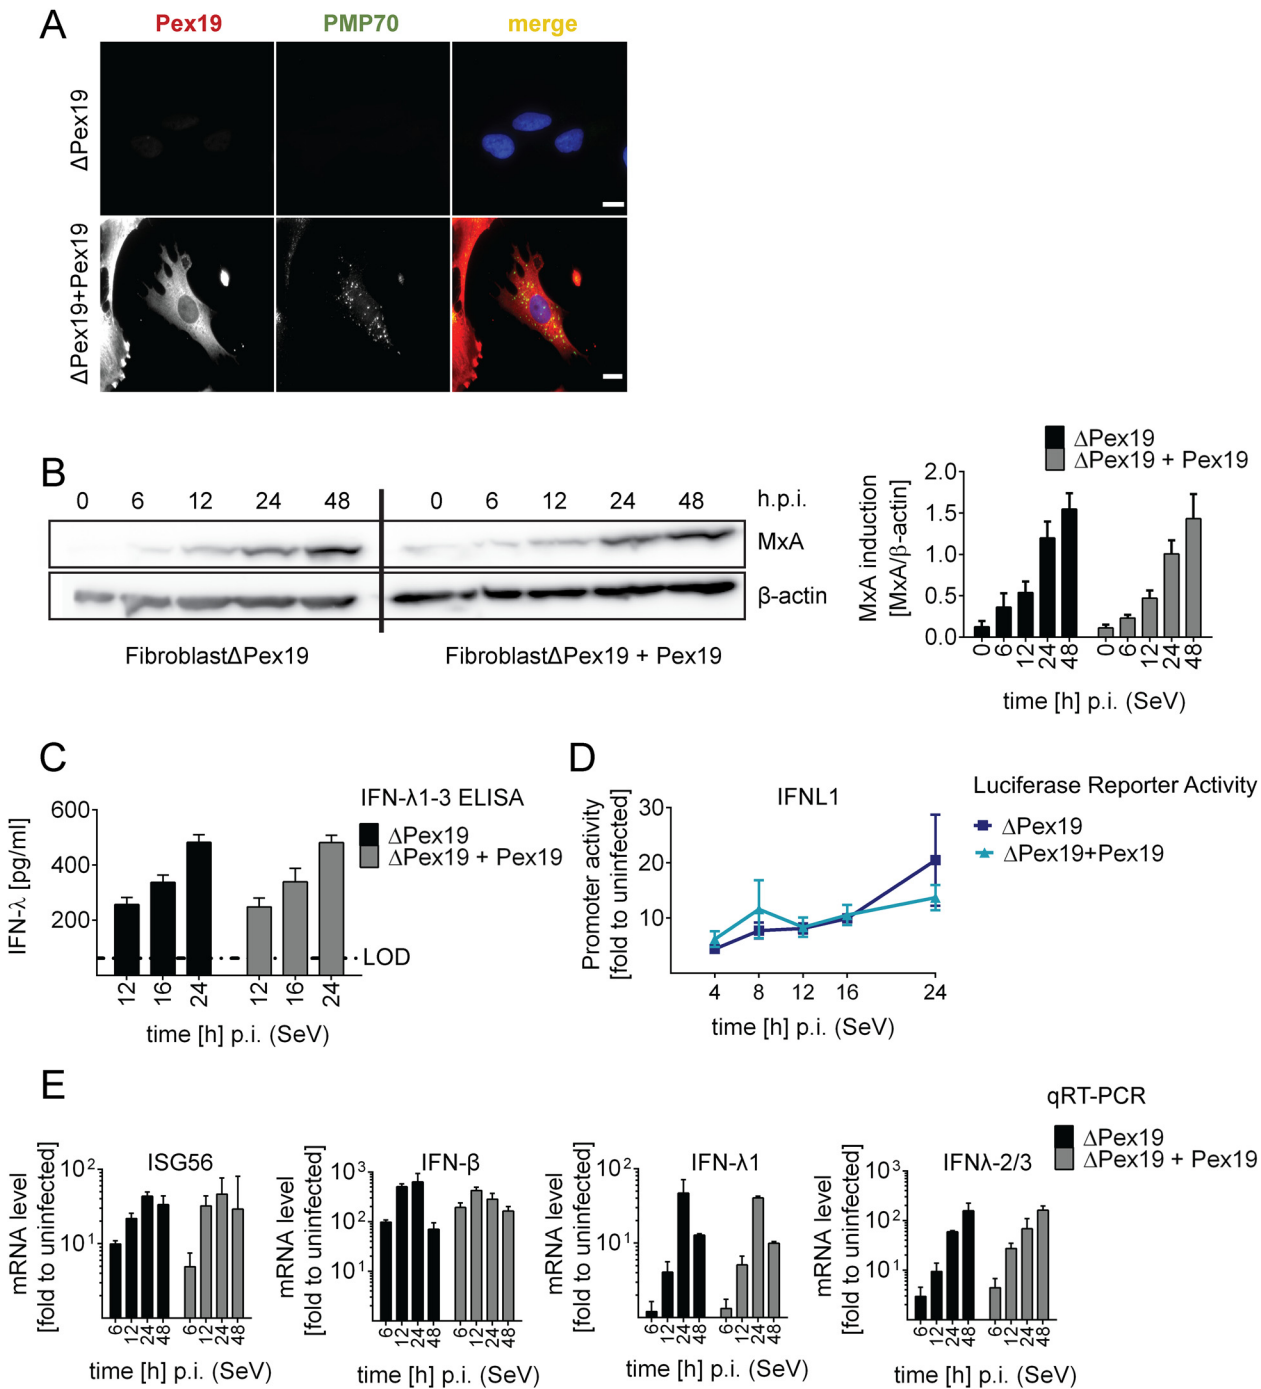 A
Pex19 PMP70 merge
ΔPex19
ΔPex19+Pex19
B
0 6 12 24 48 0 6 12 24 48 h.p.i.
MxA
β-actin
FibroblastΔPex19 FibroblastΔPex19 + Pex19
ΔPex19
ΔPex19 + Pex19
MxA induction
[MxA/β-actin]
2.0
1.5
1.0
0.5
0.0
0 6 12 24 48 0 6 12 24 48
time [h] p.i. (SeV)
C
IFN-λ1-3 ELISA
ΔPex19
ΔPex19 + Pex19
IFN-λ [pg/ml]
600
400
200
LOD
12 16 24 12 16 24
time [h] p.i. (SeV)
D
IFNL1
Luciferase Reporter Activity
ΔPex19
ΔPex19+Pex19
Promoter activity
[fold to uninfected]
30
20
10
4 8 12 16 24
time [h] p.i. (SeV)
E
qRT-PCR
ΔPex19
ΔPex19 + Pex19
ISG56
mRNA level
[fold to uninfected]
10²
10¹
6 12 24 48 6 12 24 48
time [h] p.i. (SeV)
IFN-β
mRNA level
[fold to uninfected]
10³
10²
10¹
6 12 24 48 6 12 24 48
time [h] p.i. (SeV)
IFN-λ1
mRNA level
[fold to uninfected]
10²
10¹
6 12 24 48 6 12 24 48
time [h] p.i. (SeV)
IFNλ-2/3
mRNA level
[fold to uninfected]
10³
10²
10¹
6 12 24 48 6 12 24 48
time [h] p.i. (SeV)